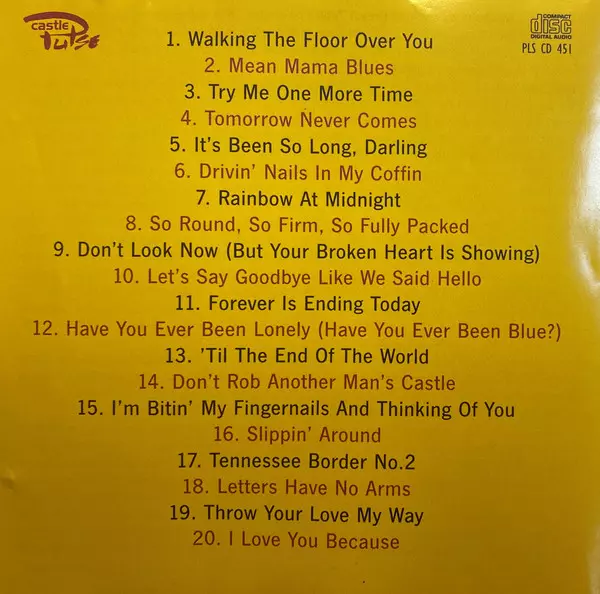 castle
pulse
COMPACT
disc
DIGITAL AUDIO
PLS CD 451
1. Walking The Floor Over You
2. Mean Mama Blues
3. Try Me One More Time
4. Tomorrow Never Comes
5. It's Been So Long, Darling
6. Drivin' Nails In My Coffin
7. Rainbow At Midnight
8. So Round, So Firm, So Fully Packed
9. Don't Look Now (But Your Broken Heart Is Showing)
10. Let's Say Goodbye Like We Said Hello
11. Forever Is Ending Today
12. Have You Ever Been Lonely (Have You Ever Been Blue?)
13. 'Til The End Of The World
14. Don't Rob Another Man's Castle
15. I'm Bitin' My Fingernails And Thinking Of You
16. Slippin' Around
17. Tennessee Border No.2
18. Letters Have No Arms
19. Throw Your Love My Way
20. I Love You Because